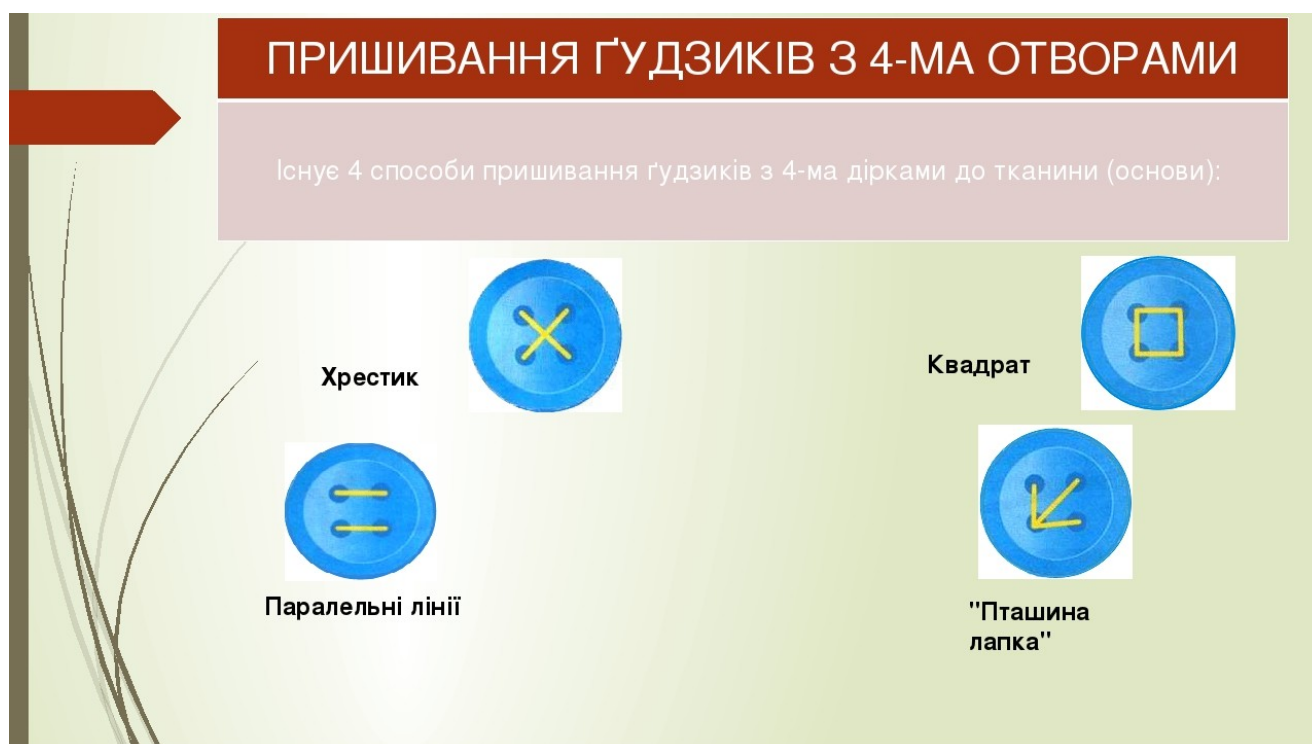 ПРИШИВАННЯ ҐУДЗИКІВ З 4-МА ОТВОРАМИ
Існує 4 способи пришивання ґудзиків з 4-ма дірками до тканини (основи):
Хрестик
Квадрат
Паралельні лінії
"Пташина
лапка"